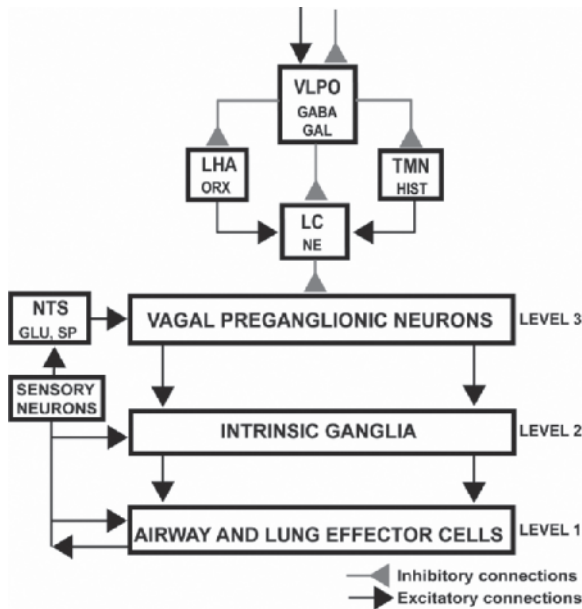 VLPO
GABA
GAL
LHA
ORX
TMN
HIST
LC
NE
NTS
GLU, SP
VAGAL PREGANGLIONIC NEURONS
LEVEL 3
SENSORY
NEURONS
INTRINSIC GANGLIA
LEVEL 2
AIRWAY AND LUNG EFFECTOR CELLS
LEVEL 1
Inhibitory connections
Excitatory connections